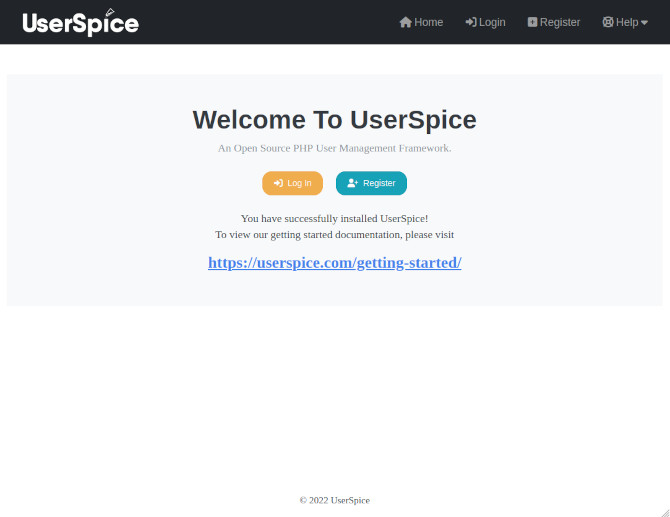 UserSpice
Home Login Register Help
Welcome To UserSpice
An Open Source PHP User Management Framework.
Log In Register
You have successfully installed UserSpice!
To view our getting started documentation, please visit
https://userspice.com/getting-started/
© 2022 UserSpice